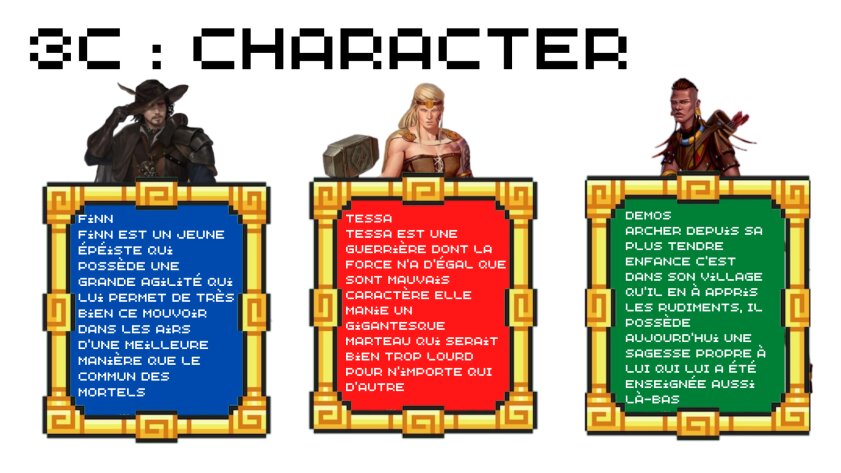 3C : CHARACTER
FINN
FINN EST UN JEUNE
ÉPÉISTE QUI
POSSÈDE UNE
GRANDE AGILITÉ QUI
LUI PERMET DE TRÈS
BIEN CE MOUVOIR
DANS LES AIRS
D'UNE MEILLEURE
MANIÈRE QUE LE
COMMUN DES
MORTELS
TESSA
TESSA EST UNE
GUERRIÈRE DONT LA
FORCE N'A D'ÉGAL QUE
SONT MAUVAIS
CARACTÈRE ELLE
MANIE UN
GIGANTESQUE
MARTEAU QUI SERAIT
BIEN TROP LOURD
POUR N'IMPORTE QUI
D'AUTRE
DEMOS
ARCHER DEPUIS SA
PLUS TENDRE
ENFANCE C'EST
DANS SON VILLAGE
QU'IL EN À APPRIS
LES RUDIMENTS, IL
POSSÈDE
AUJOURD'HUI UNE
SAGESSE PROPRE À
LUI QUI LUI A ÉTÉ
ENSEIGNÉE AUSSI
LÀ-BAS